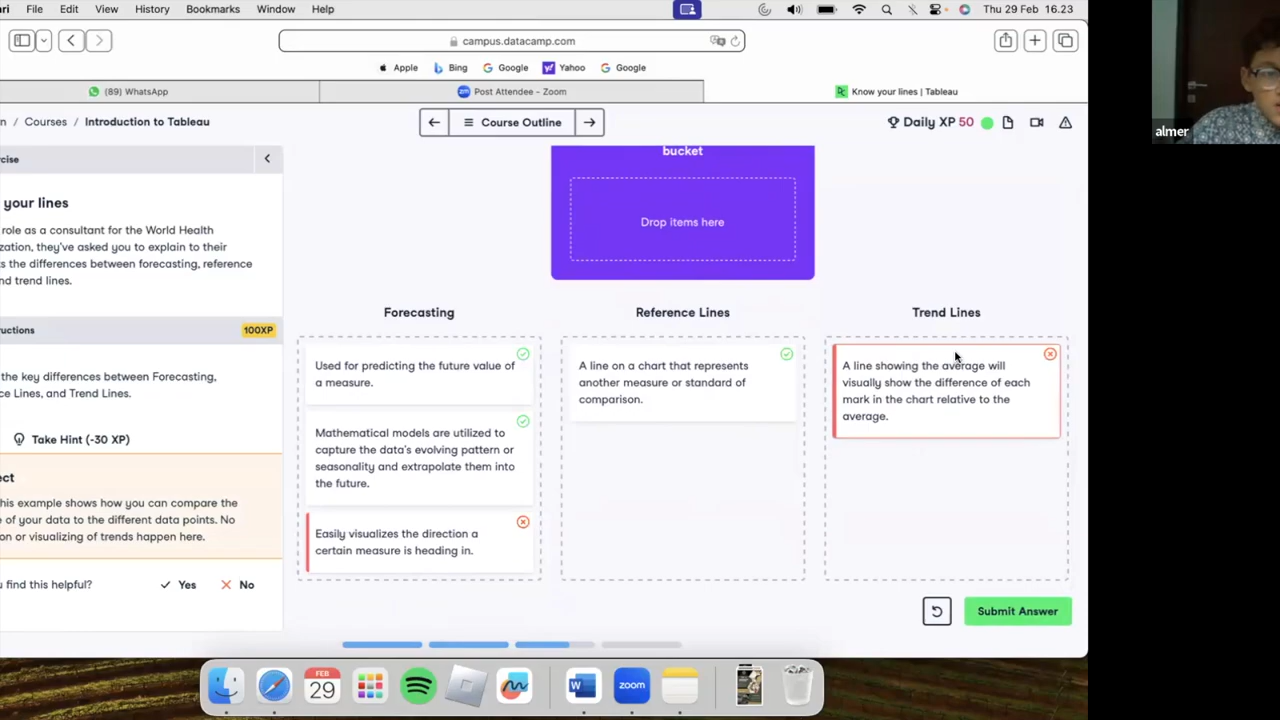 ari File Edit View History Bookmarks Window Help Thu 29 Feb 16.23
campus.datacamp.com
Apple Bing Google Yahoo Google
(89) WhatsApp Post Attendee – Zoom Know your lines | Tableau
n / Courses / Introduction to Tableau
Course Outline
Daily XP 50
almer
cise
your lines
role as a consultant for the World Health
zation, they've asked you to explain to their
ts the differences between forecasting, reference
nd trend lines.
uctions 100XP
the key differences between Forecasting,
ce Lines, and Trend Lines.
Take Hint (-30 XP)
ect
his example shows how you can compare the
e of your data to the different data points. No
on or visualizing of trends happen here.
u find this helpful? Yes No
bucket
Drop items here
Forecasting
Used for predicting the future value of
a measure.
Mathematical models are utilized to
capture the data's evolving pattern or
seasonality and extrapolate them into
the future.
Easily visualizes the direction a
certain measure is heading in.
Reference Lines
A line on a chart that represents
another measure or standard of
comparison.
Trend Lines
A line showing the average will
visually show the difference of each
mark in the chart relative to the
average.
Submit Answer
FEB
29
W
zoom